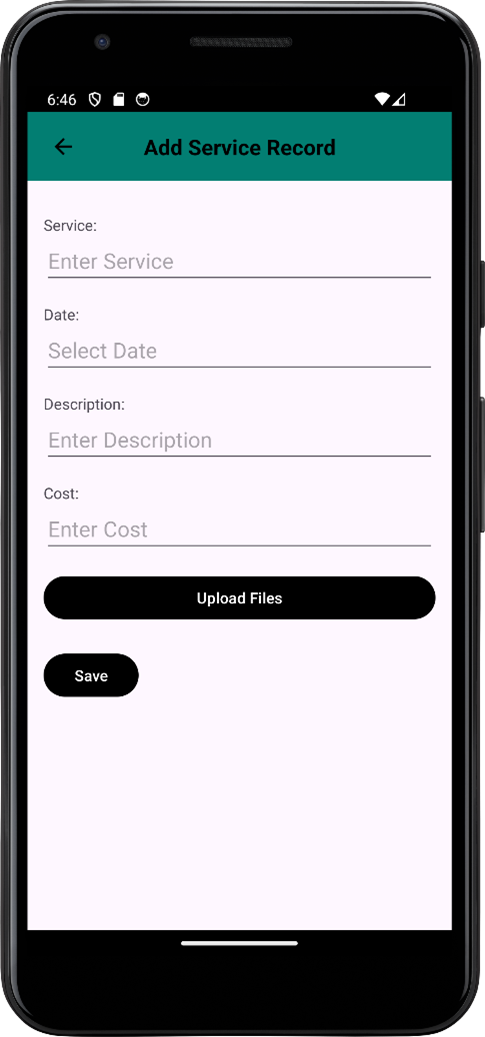 6:46
Add Service Record
Service:
Enter Service
Date:
Select Date
Description:
Enter Description
Cost:
Enter Cost
Upload Files
Save